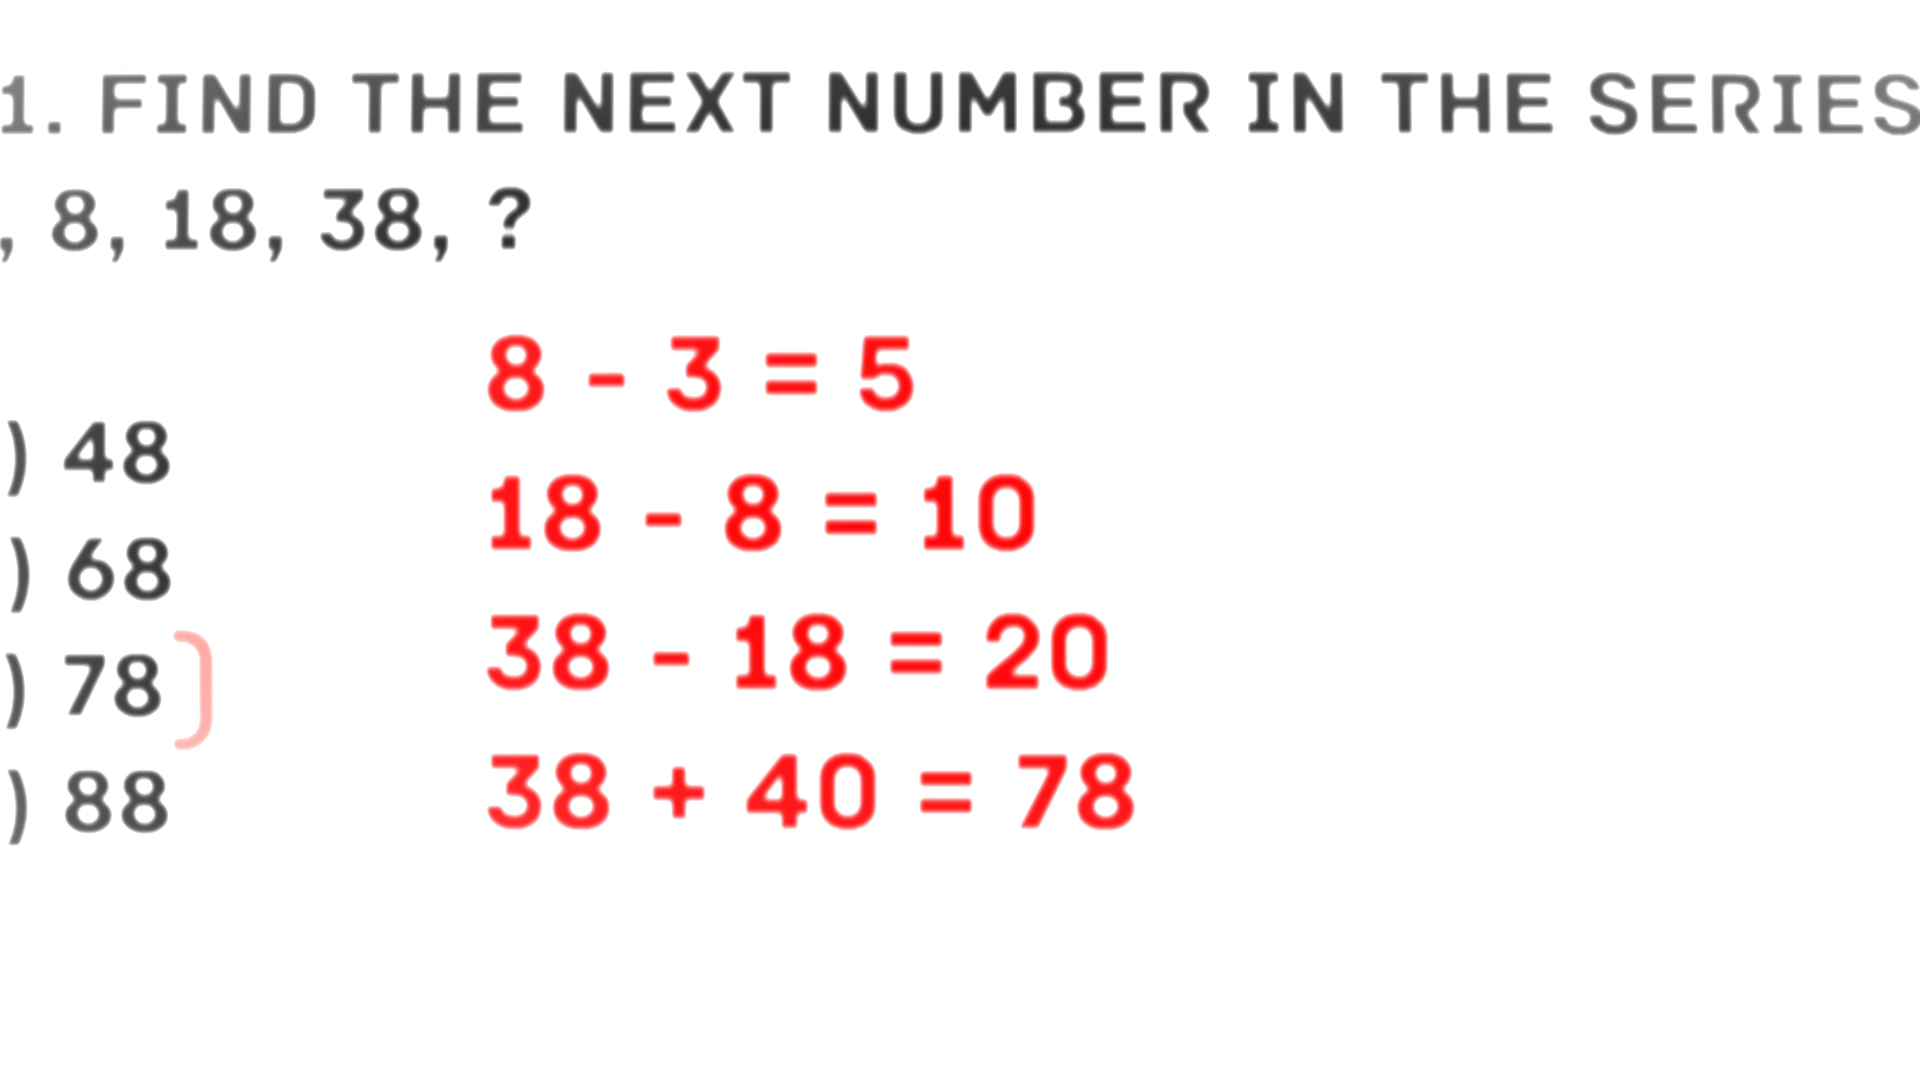 1. FIND THE NEXT NUMBER IN THE SERIES
, 8, 18, 38, ?
8 - 3 = 5
18 - 8 = 10
38 - 18 = 20
38 + 40 = 78
) 48
) 68
) 78
) 88